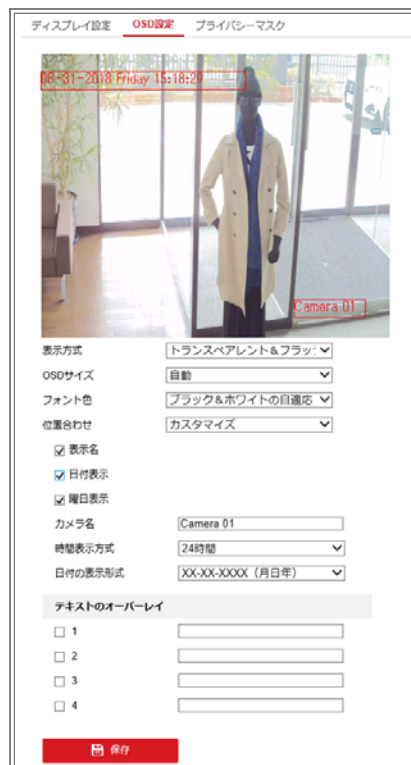 ディスプレイ設定 OSD設定 プライバシーマスク
08-31-2018 Friday 15:18:29
Camera 01
表示方式 トランスペアレント&フラッ
OSDサイズ 自動
フォント色 ブラック&ホワイトの自適応
位置合わせ カスタマイズ
表示名
日付表示
曜日表示
カメラ名 Camera 01
時間表示方式 24時間
日付の表示形式 XX-XX-XXXX（月日年）
テキストのオーバーレイ
1
2
3
4
保存